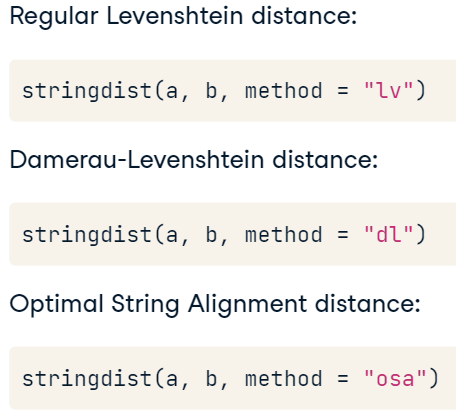 Regular Levenshtein distance:
stringdist(a, b, method = "lv")
Damerau-Levenshtein distance:
stringdist(a, b, method = "dl")
Optimal String Alignment distance:
stringdist(a, b, method = "osa")